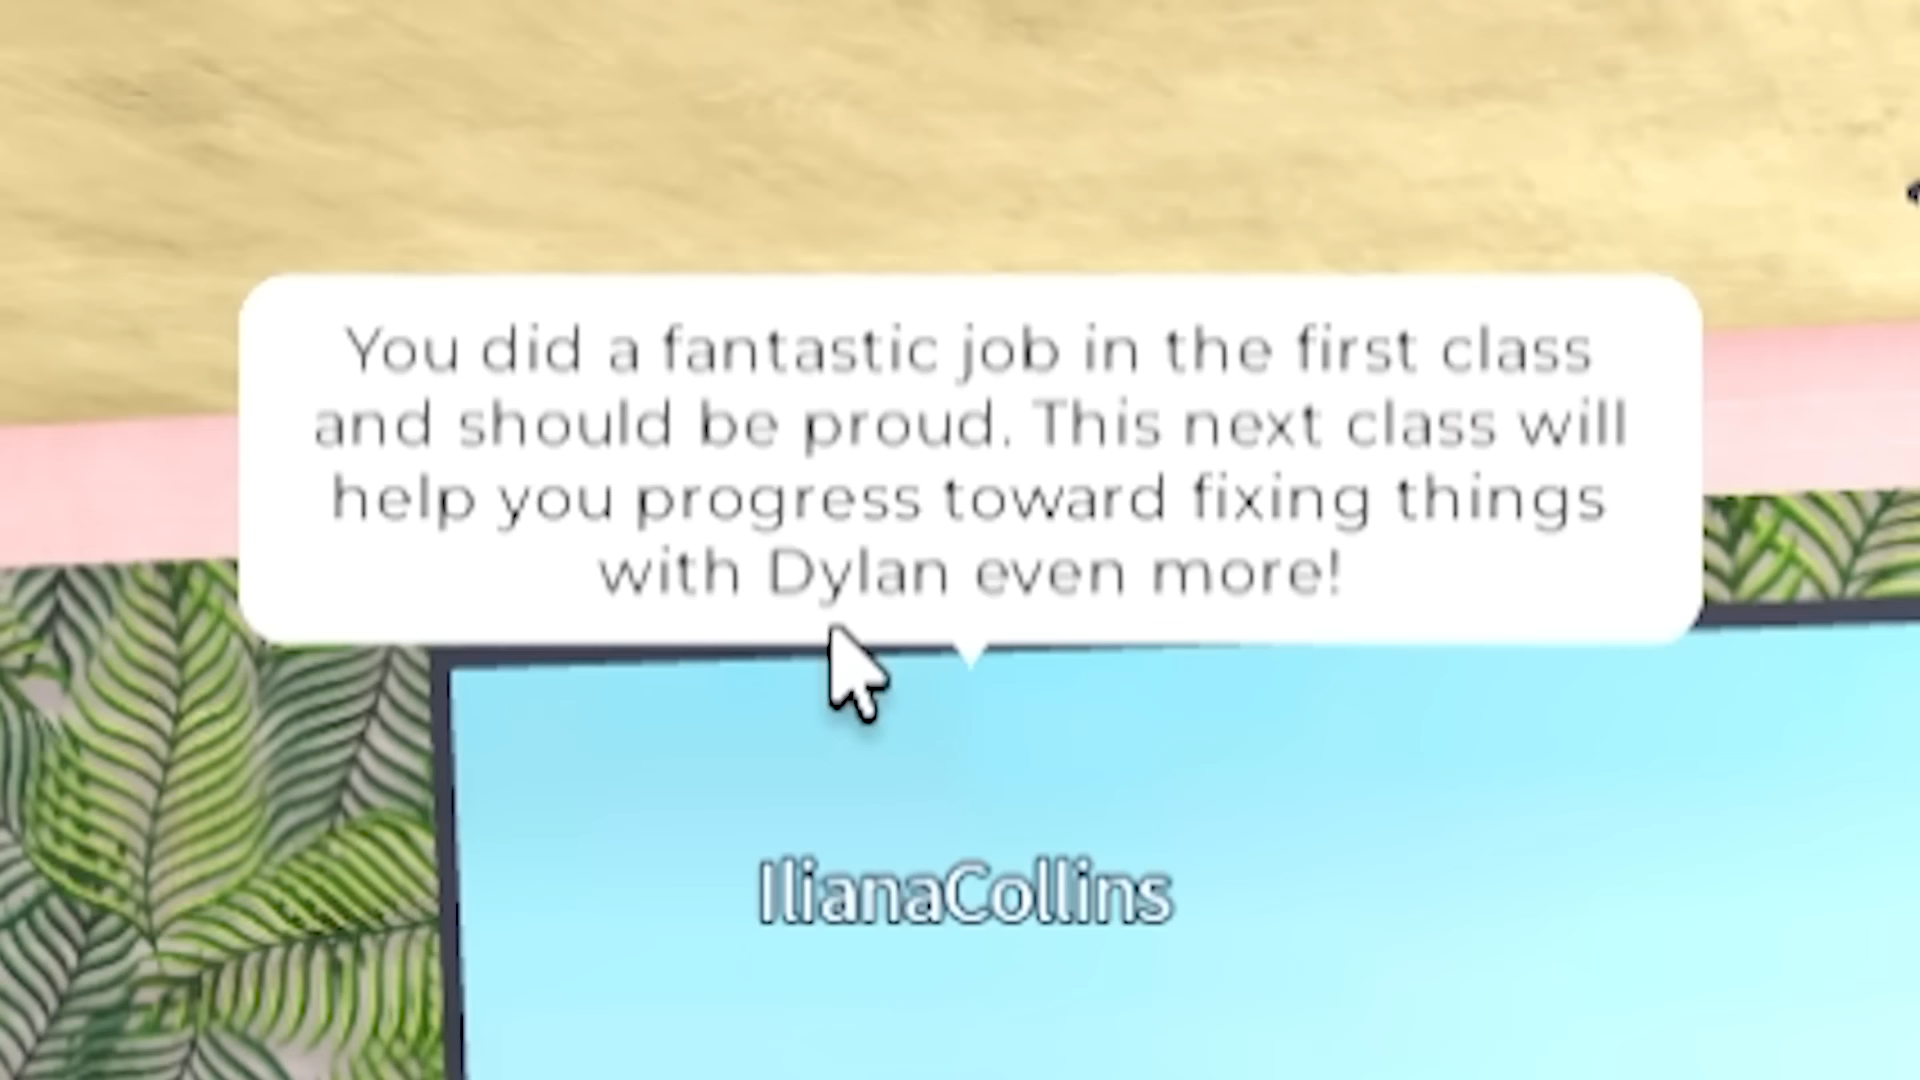 You did a fantastic job in the first class
and should be proud. This next class will
help you progress toward fixing things
with Dylan even more!
IlianaCollins